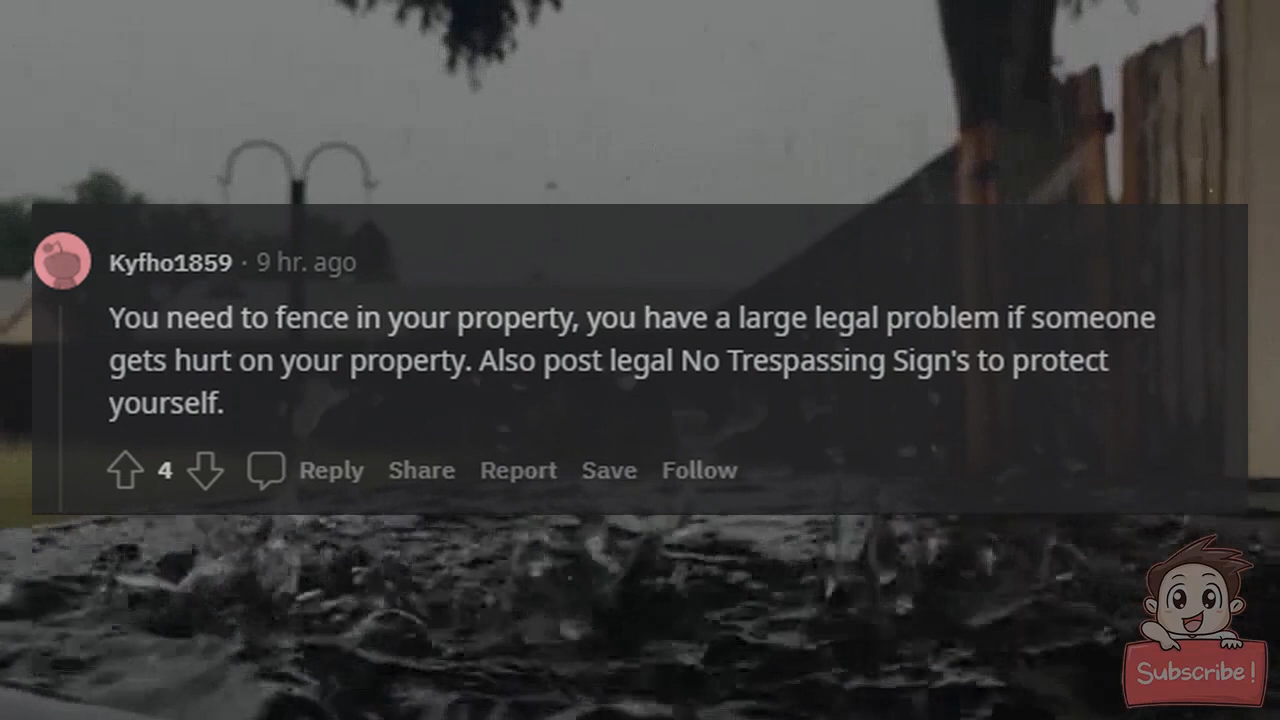 Kyfho1859 · 9 hr. ago
You need to fence in your property, you have a large legal problem if someone
gets hurt on your property. Also post legal No Trespassing Sign's to protect
yourself.
4 Reply Share Report Save Follow
Subscribe!